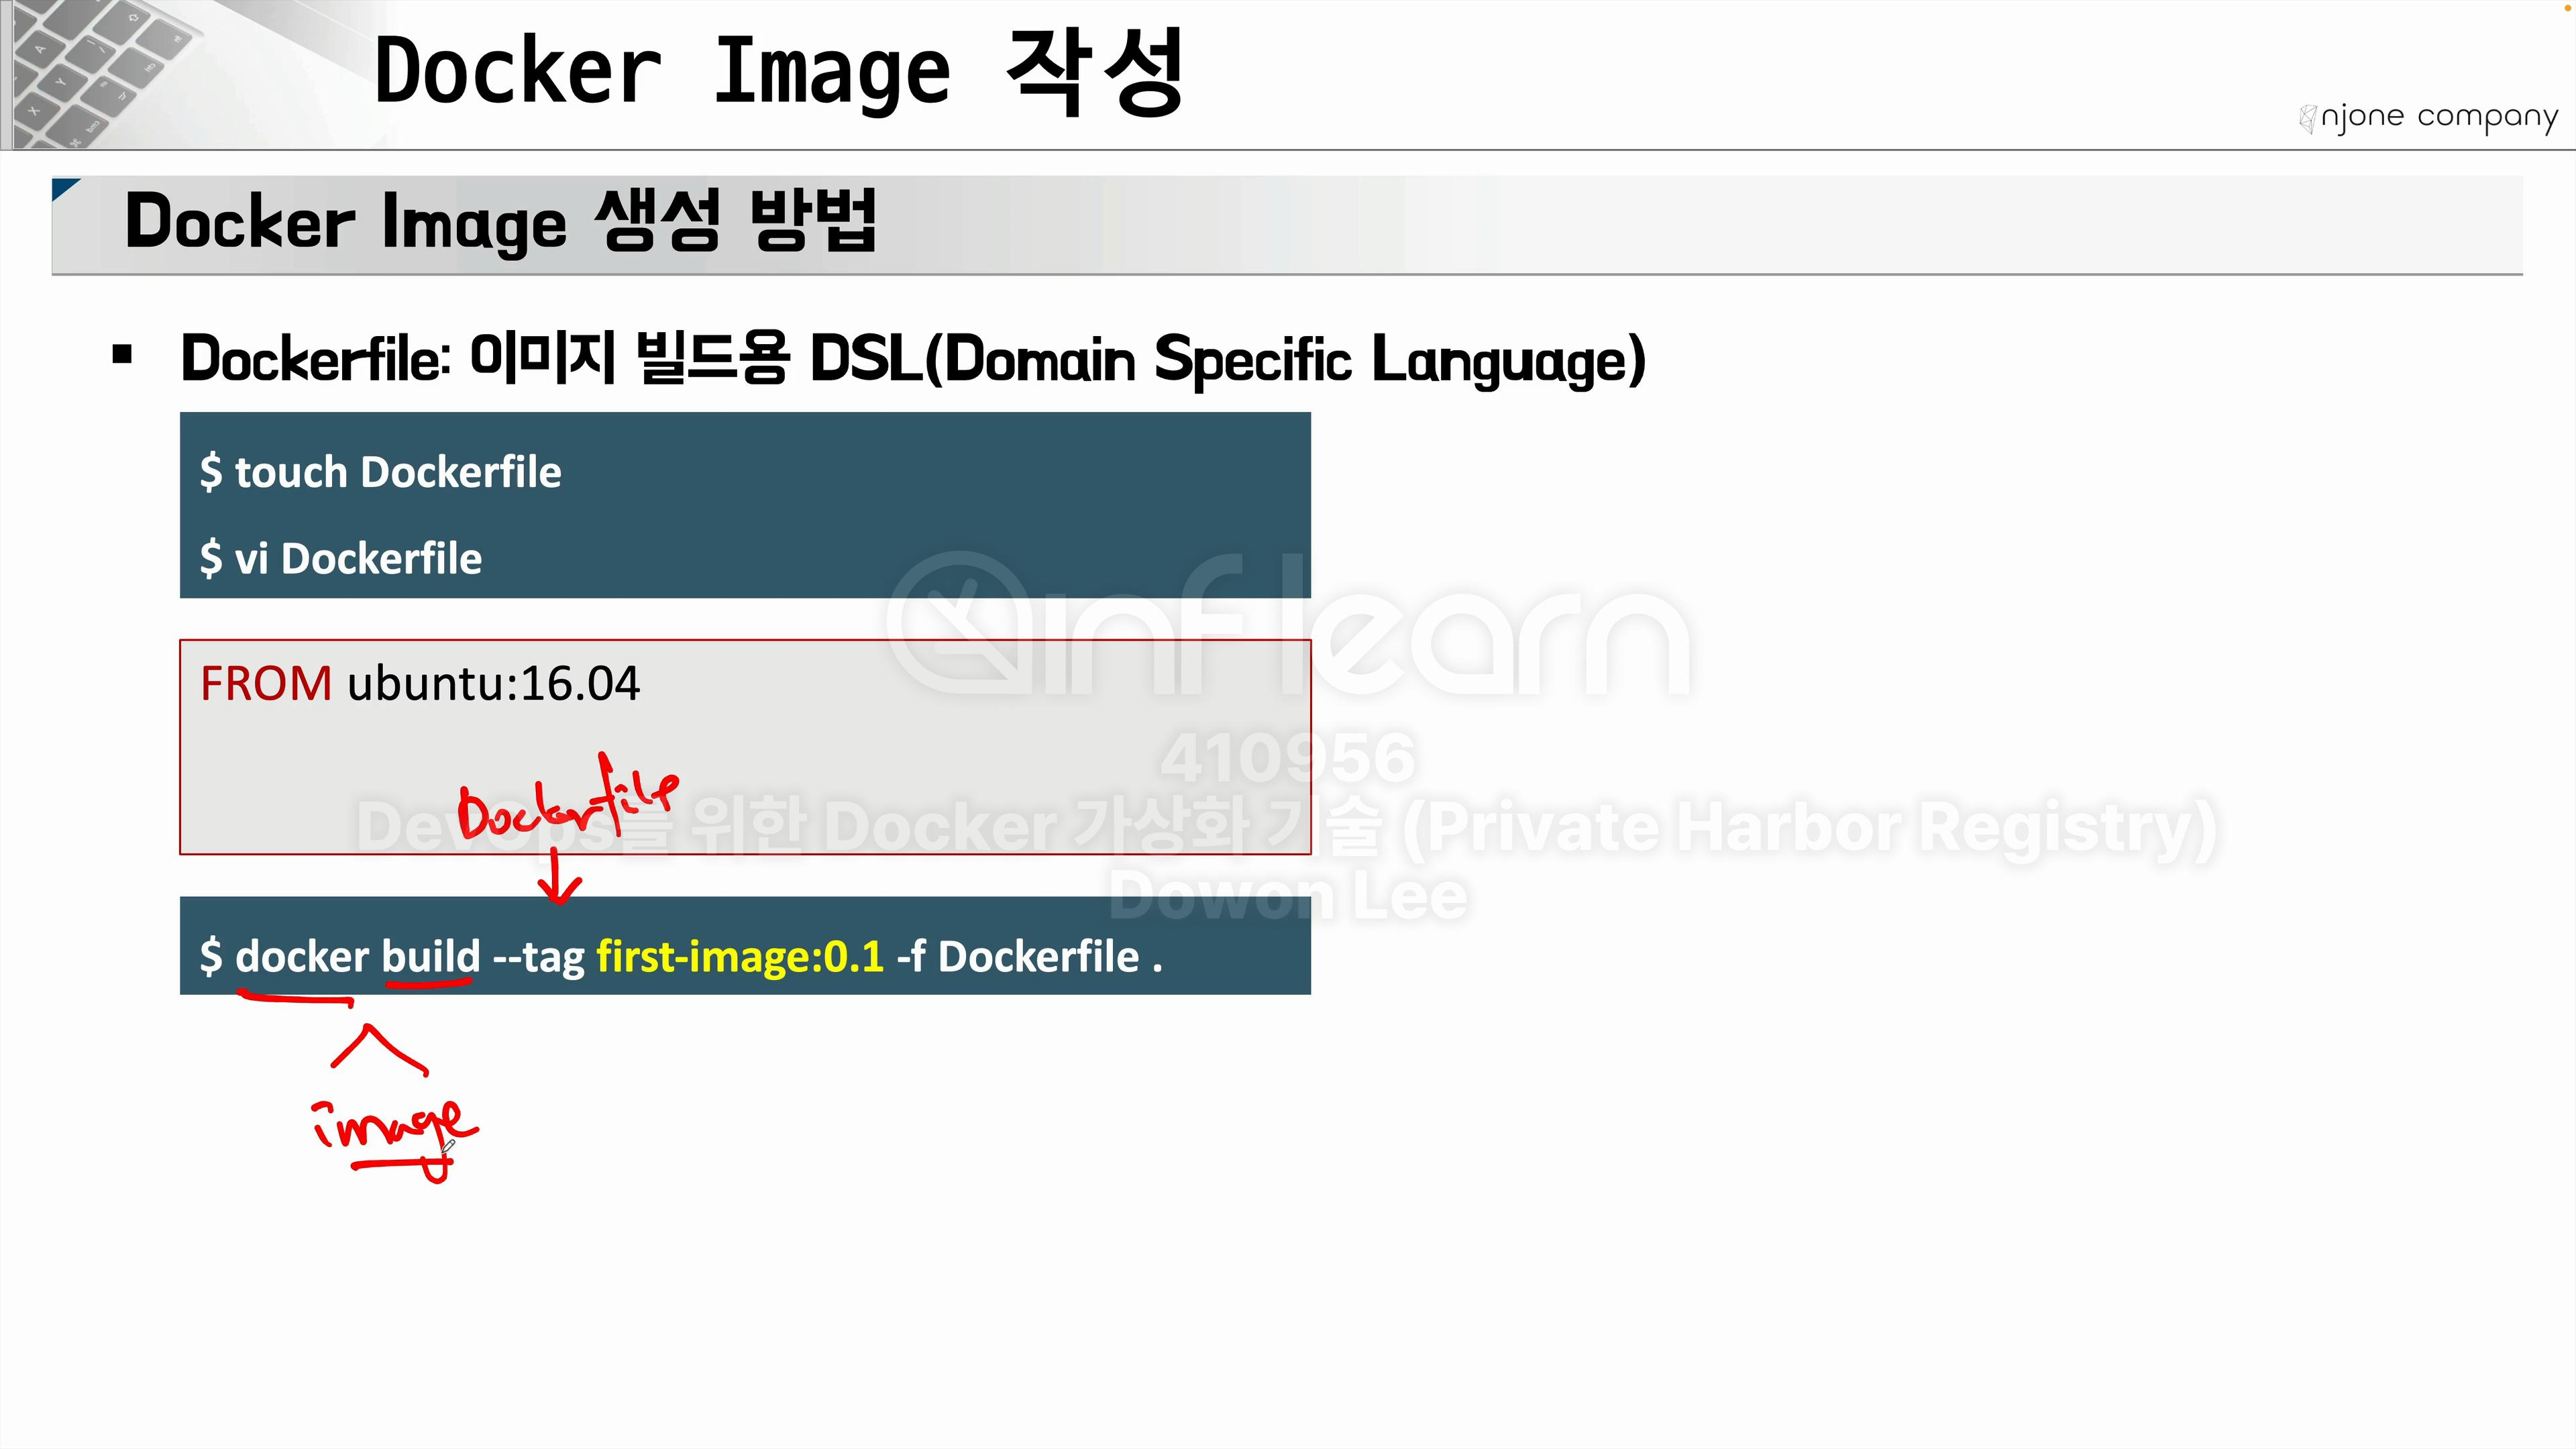 Docker Image 작성
njone company
Docker Image 생성 방법
▪ Dockerfile: 이미지 빌드용 DSL(Domain Specific Language)
$ touch Dockerfile
$ vi Dockerfile
inflearn
FROM ubuntu:16.04
410956
Dockerfile
DevOps를 위한 Docker 가상화 기술 (Private Harbor Registry)
Dowon Lee
$ docker build --tag first-image:0.1 -f Dockerfile .
image